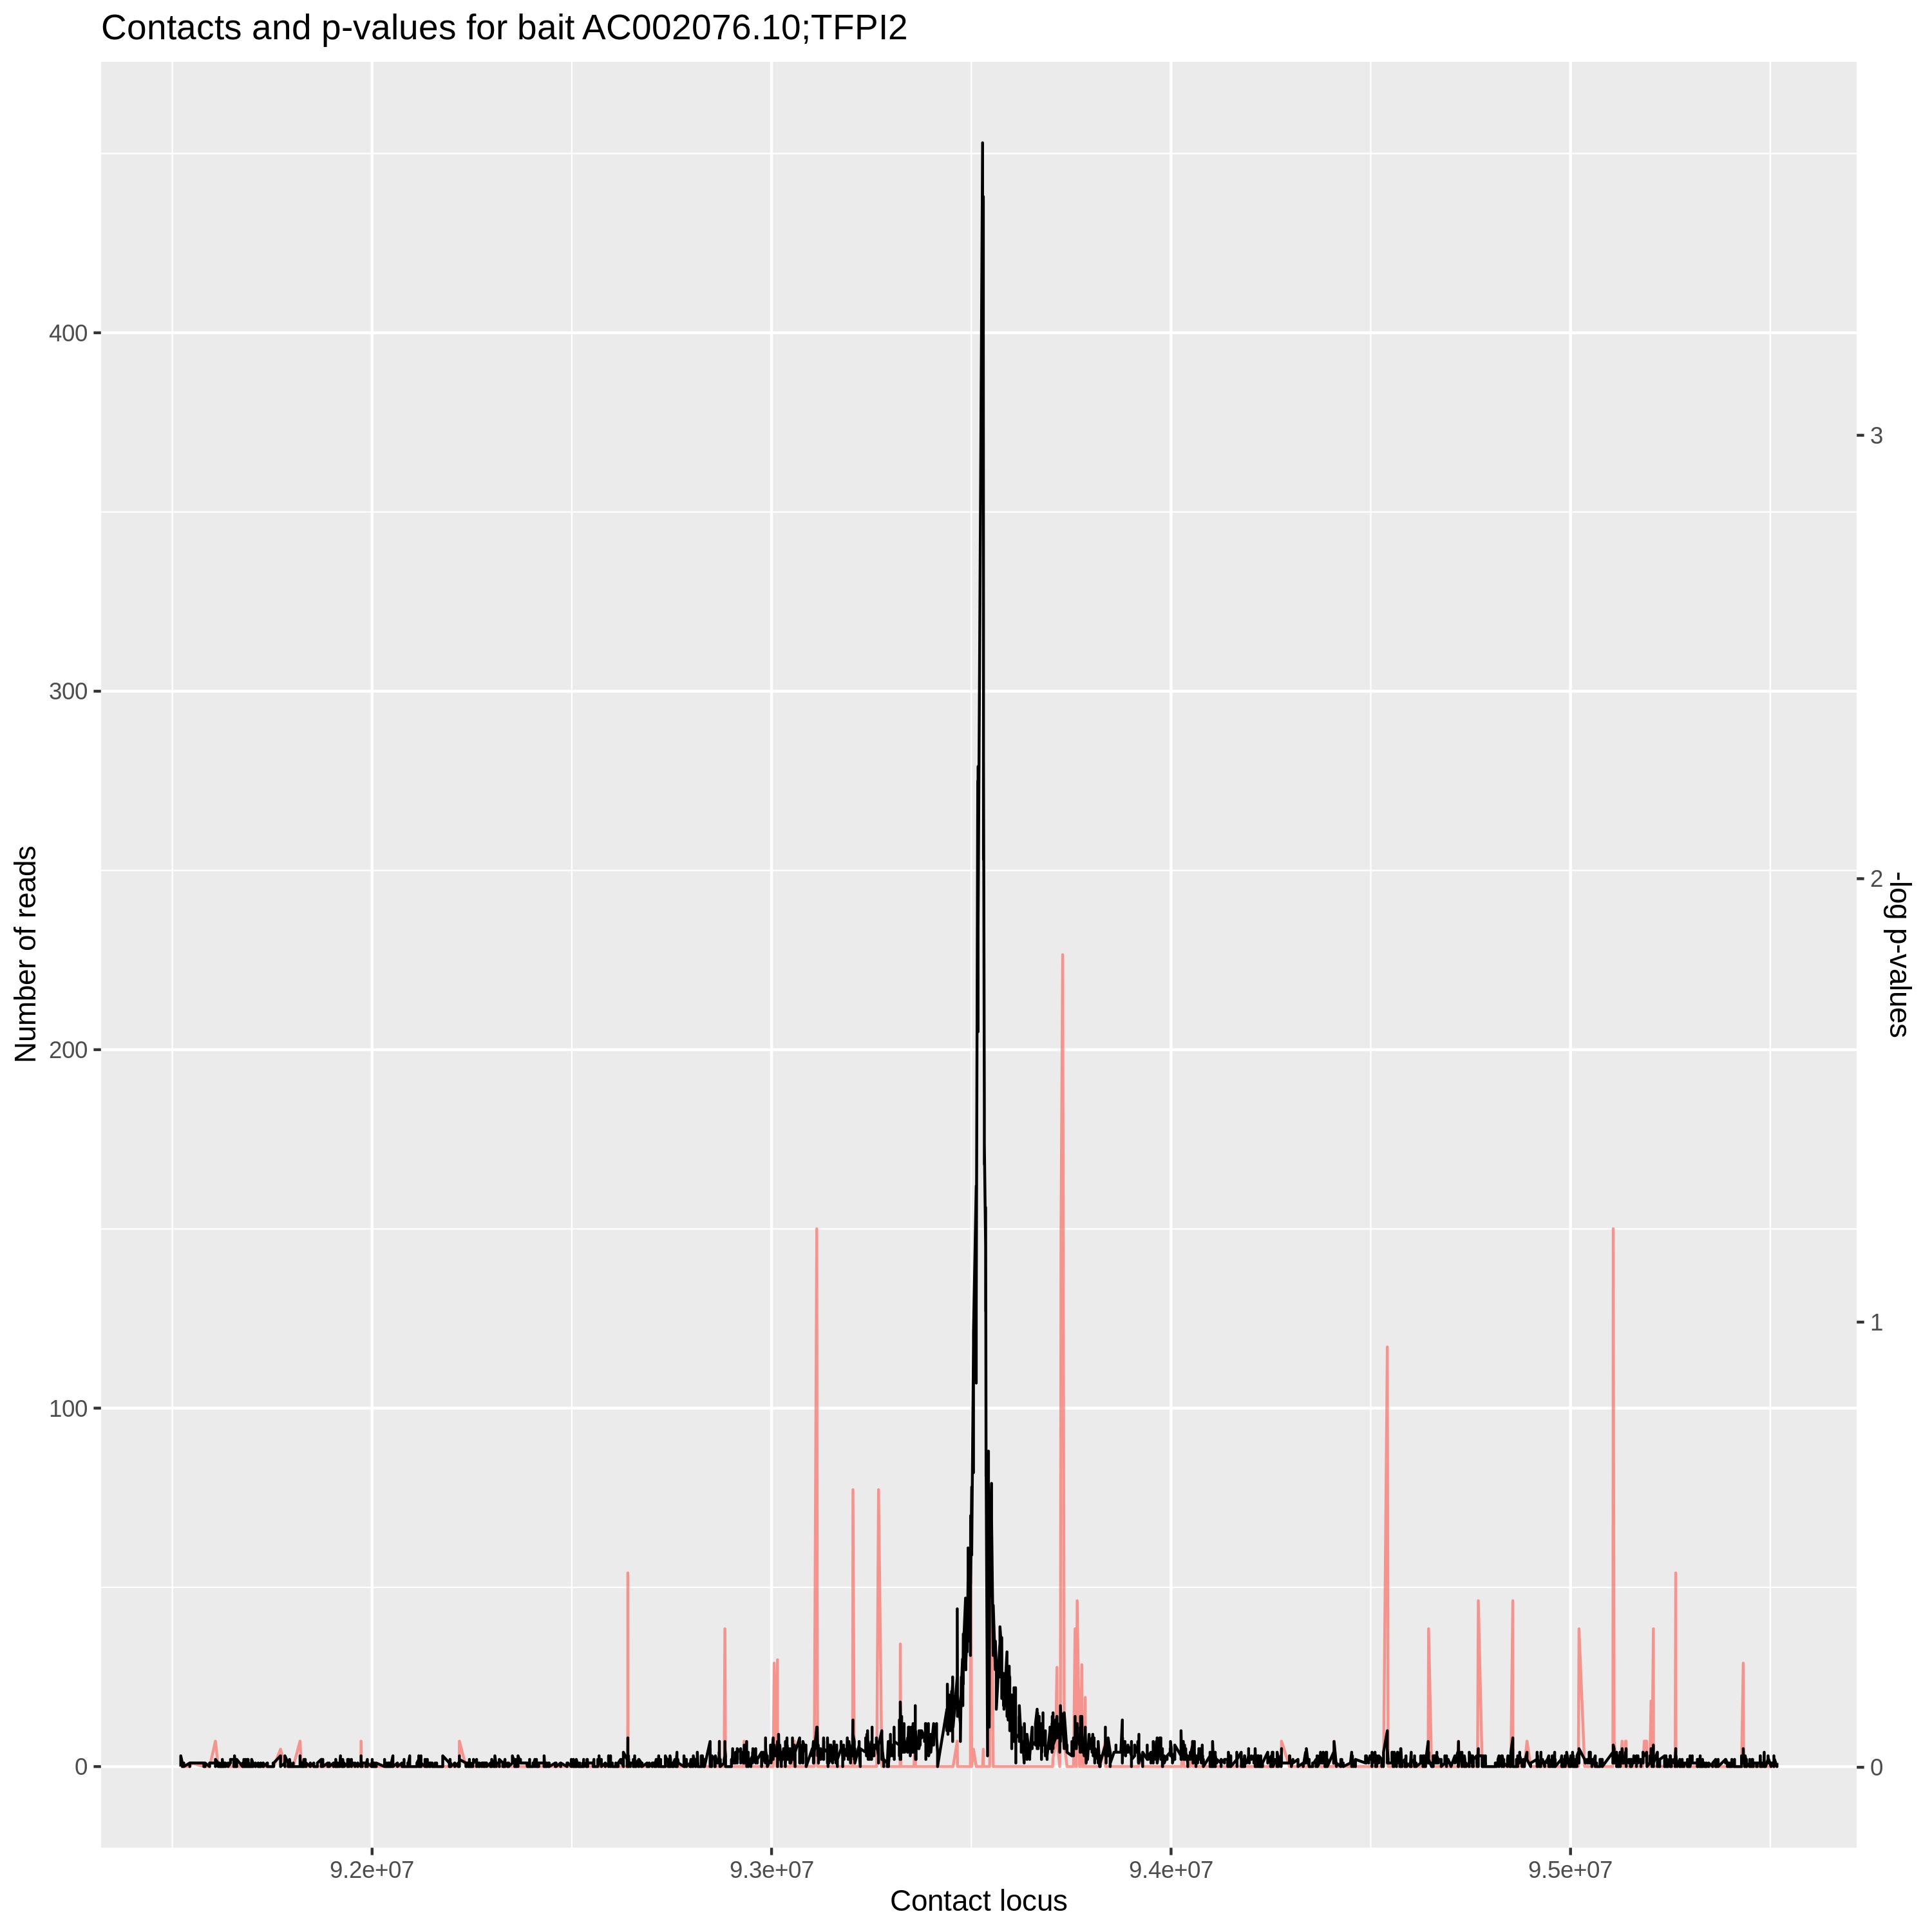 Contacts and p-values for bait AC002076.10;TFPI2
Number of reads
400
300
200
100
0
3
2
1
0
-log p-values
9.2e+07 9.3e+07 9.4e+07 9.5e+07
Contact locus